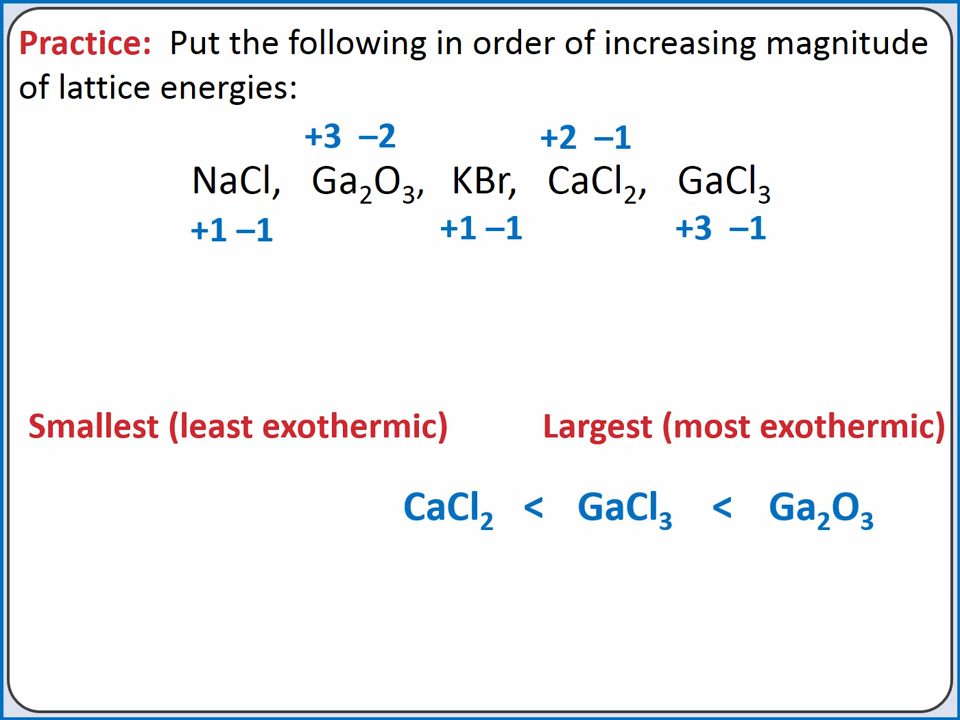 Practice: Put the following in order of increasing magnitude
of lattice energies:
+3 –2 +2 –1
NaCl, Ga₂O₃, KBr, CaCl₂, GaCl₃
+1 –1 +1 –1 +3 –1
Smallest (least exothermic) Largest (most exothermic)
CaCl₂ < GaCl₃ < Ga₂O₃